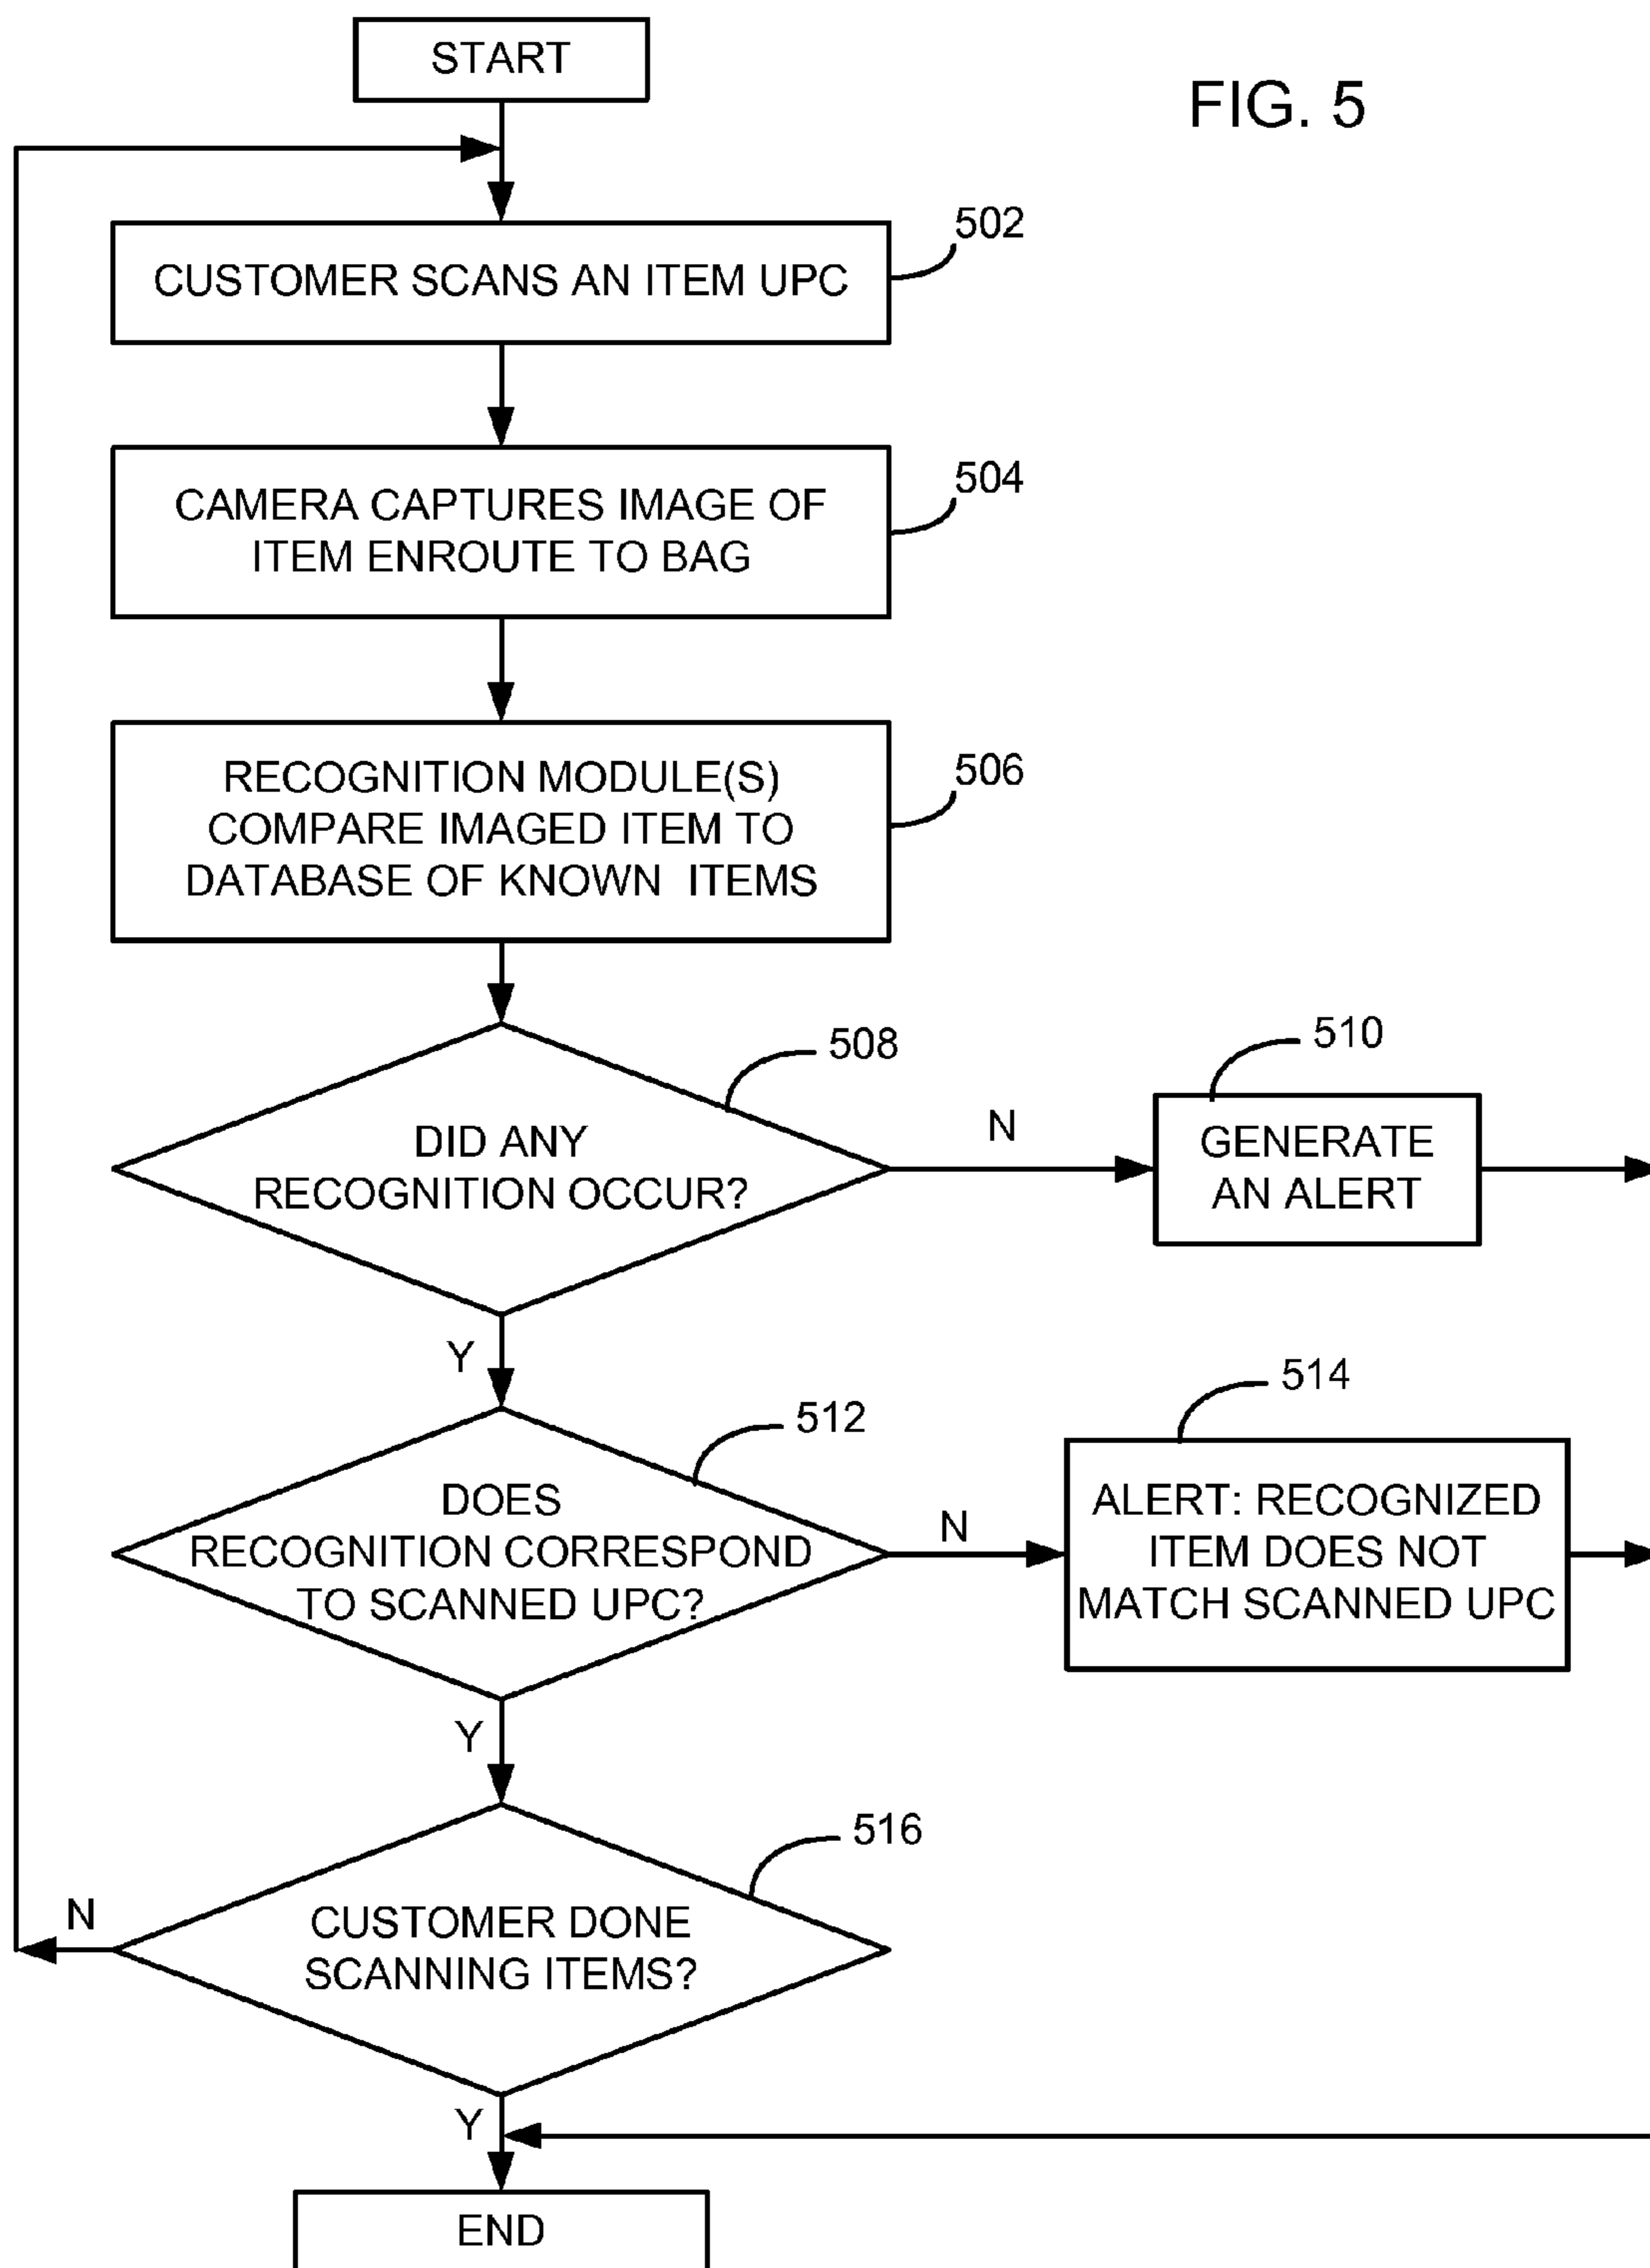 START
FIG. 5
502
CUSTOMER SCANS AN ITEM UPC
504
CAMERA CAPTURES IMAGE OF
ITEM ENROUTE TO BAG
506
RECOGNITION MODULE(S)
COMPARE IMAGED ITEM TO
DATABASE OF KNOWN ITEMS
508
DID ANY
RECOGNITION OCCUR?
N
510
GENERATE
AN ALERT
Y
512
DOES
RECOGNITION CORRESPOND
TO SCANNED UPC?
N
514
ALERT: RECOGNIZED
ITEM DOES NOT
MATCH SCANNED UPC
Y
516
CUSTOMER DONE
SCANNING ITEMS?
N
Y
END